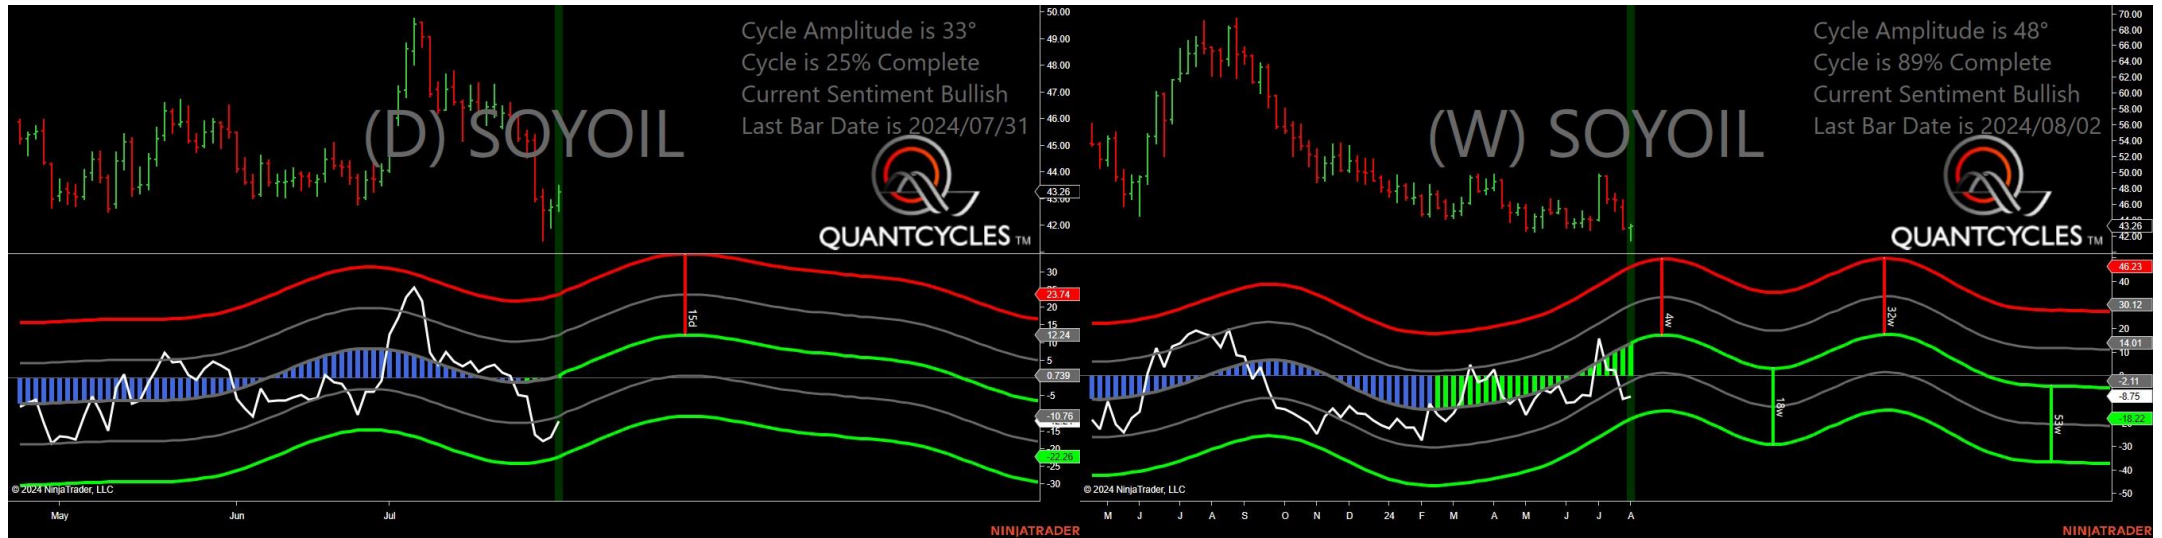 Cycle Amplitude is 33°
Cycle is 25% Complete
Current Sentiment Bullish
Last Bar Date is 2024/07/31
(D) SOYOIL
QUANTCYCLES TM
50.00
49.00
48.00
47.00
46.00
45.00
44.00
43.26
43.00
42.00
30
23.74
20
15
12.24
10
5
0.739
-5
-10.76
-15
-20
-22.26
-25
-30
15d
© 2024 NinjaTrader, LLC
May
Jun
Jul
NINJATRADER
Cycle Amplitude is 48°
Cycle is 89% Complete
Current Sentiment Bullish
Last Bar Date is 2024/08/02
(W) SOYOIL
QUANTCYCLES TM
70.00
68.00
66.00
64.00
62.00
60.00
58.00
56.00
54.00
52.00
50.00
48.00
46.00
44.00
43.26
42.00
46.23
40
30.12
20
14.01
10
-2.11
-8.75
-18.22
-30
-40
-50
4w
18w
32w
53w
© 2024 NinjaTrader, LLC
M J J A S O N D 24 F M A M J J A
NINJATRADER